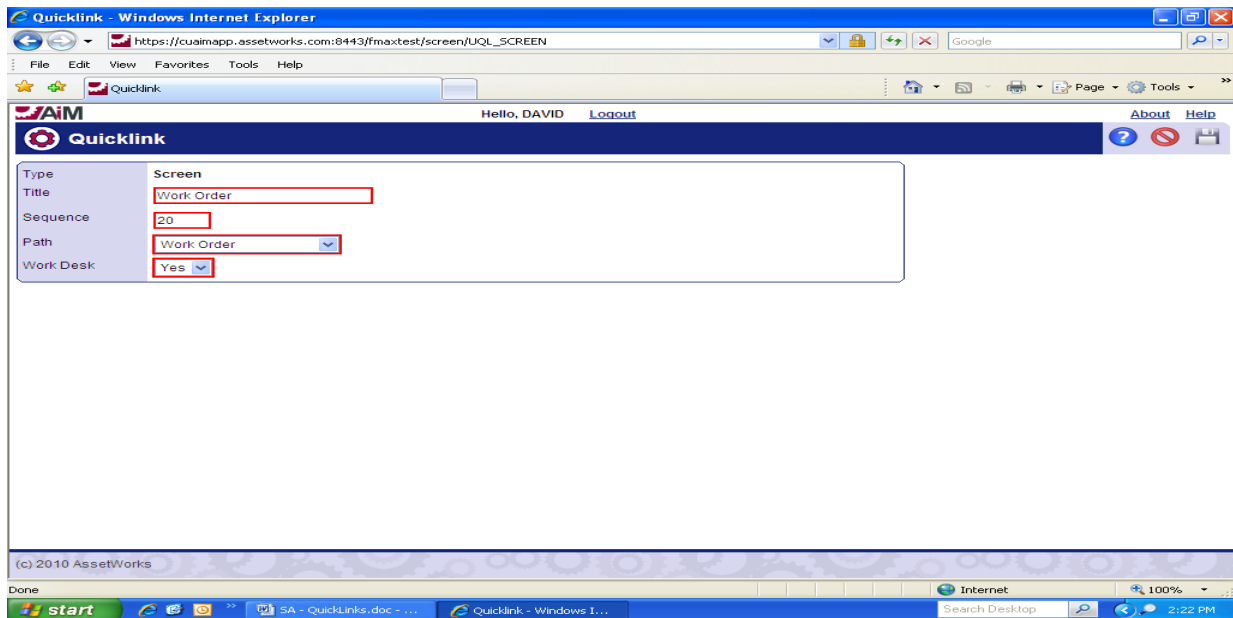 Quicklink - Windows Internet Explorer
https://cuaimapp.assetworks.com:8443/fmaxtest/screen/UQL_SCREEN
Google
File Edit View Favorites Tools Help
Quicklink
Page Tools »
AiM Hello, DAVID Logout About Help
Quicklink
Type Screen
Title Work Order
Sequence 20
Path Work Order
Work Desk Yes
(c) 2010 AssetWorks
Done Internet 100%
start » SA - QuickLinks.doc - ... Quicklink - Windows I... Search Desktop 2:22 PM